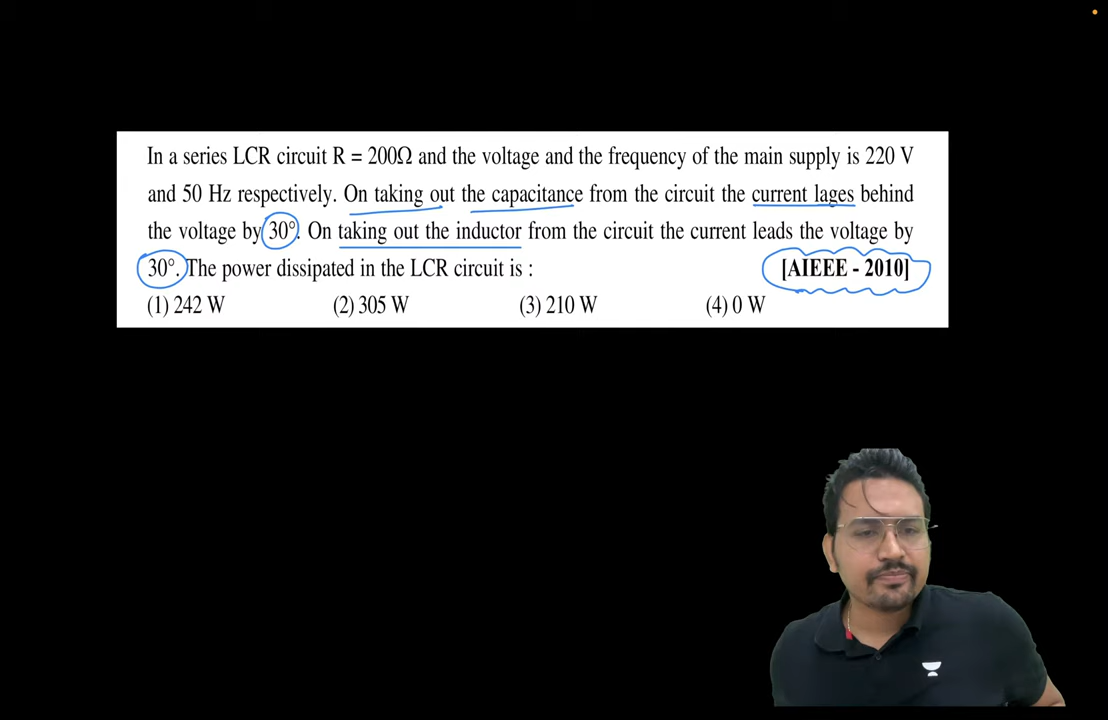 In a series LCR circuit R = 200Ω and the voltage and the frequency of the main supply is 220 V
and 50 Hz respectively. On taking out the capacitance from the circuit the current lages behind
the voltage by 30°. On taking out the inductor from the circuit the current leads the voltage by
30°. The power dissipated in the LCR circuit is : [AIEEE - 2010]
(1) 242 W (2) 305 W (3) 210 W (4) 0 W